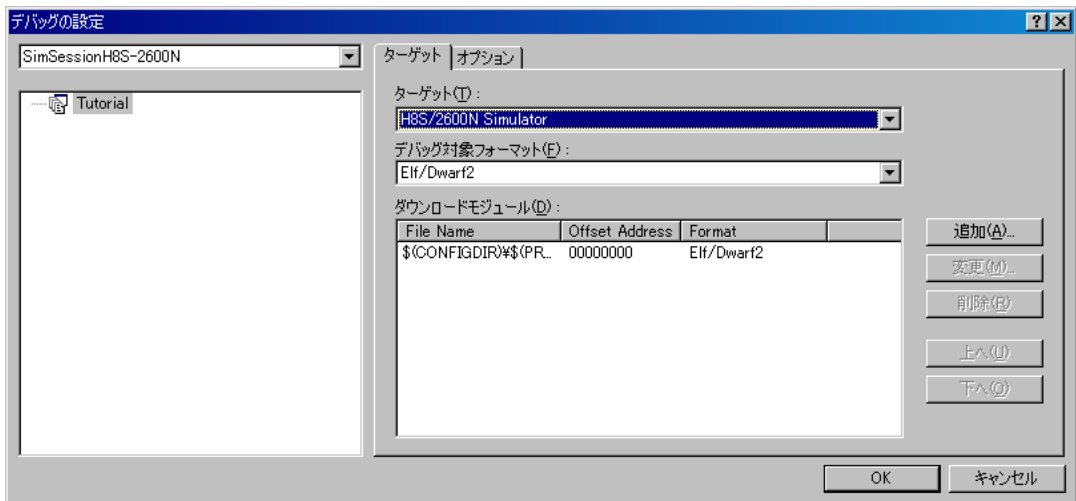 デバッグの設定
SimSessionH8S-2600N
Tutorial
ターゲット オプション
ターゲット(T) :
H8S/2600N Simulator
デバッグ対象フォーマット(F) :
Elf/Dwarf2
ダウンロードモジュール(D) :
File Name Offset Address Format
$(CONFIGDIR)¥$(PR... 00000000 Elf/Dwarf2
追加(A)...
変更(M)...
削除(R)
上へ(U)
下へ(O)
OK キャンセル